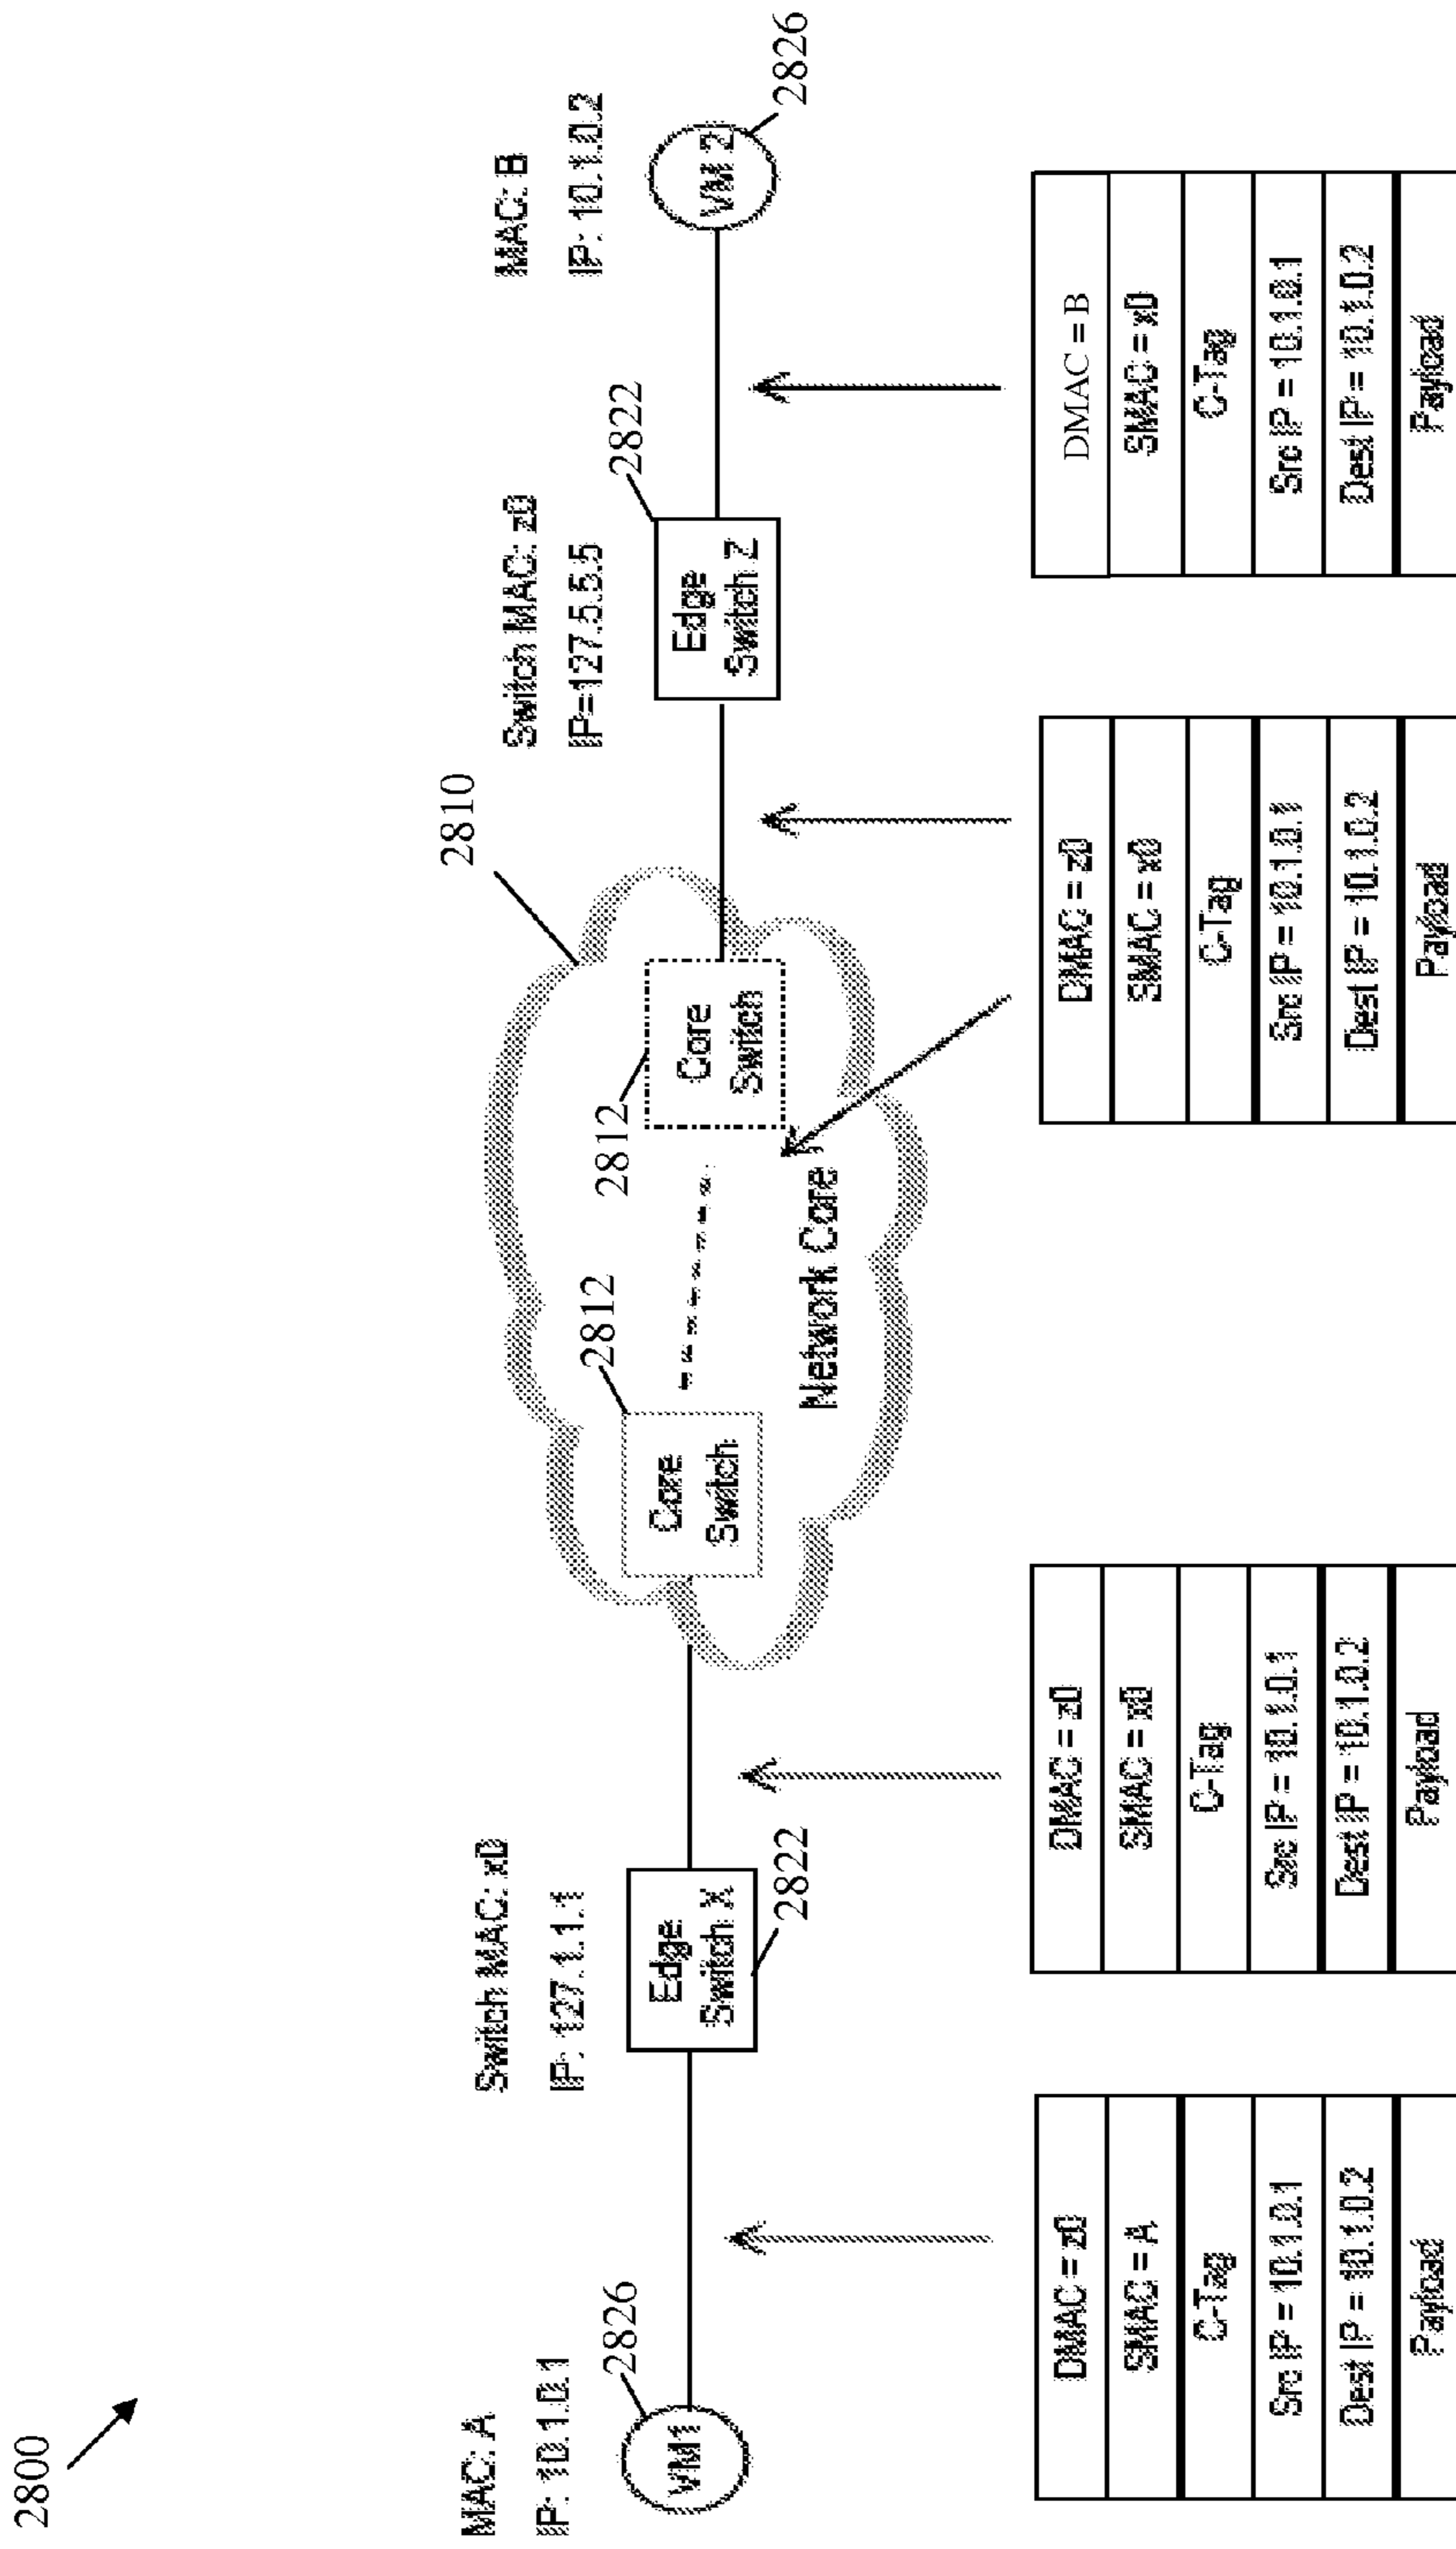 2800
MAC: A
IP: 10.1.0.1
VM1
2826
Switch MAC: x0
IP: 127.1.1.1
Edge
Switch X
2822
2810
2812
Core
Switch
2812
Core
Switch
Network Core
Switch MAC: z0
IP=127.5.5.5
2822
Edge
Switch Z
MAC: B
IP: 10.1.0.2
VM 2
2826
DMAC = z0
SMAC = A
C-Tag
Src IP = 10.1.0.1
Dest IP = 10.1.0.2
Payload
DMAC = z0
SMAC = x0
C-Tag
Src IP = 10.1.0.1
Dest IP = 10.1.0.2
Payload
DMAC = z0
SMAC = x0
C-Tag
Src IP = 10.1.0.1
Dest IP = 10.1.0.2
Payload
DMAC = B
SMAC = x0
C-Tag
Src IP = 10.1.0.1
Dest IP = 10.1.0.2
Payload